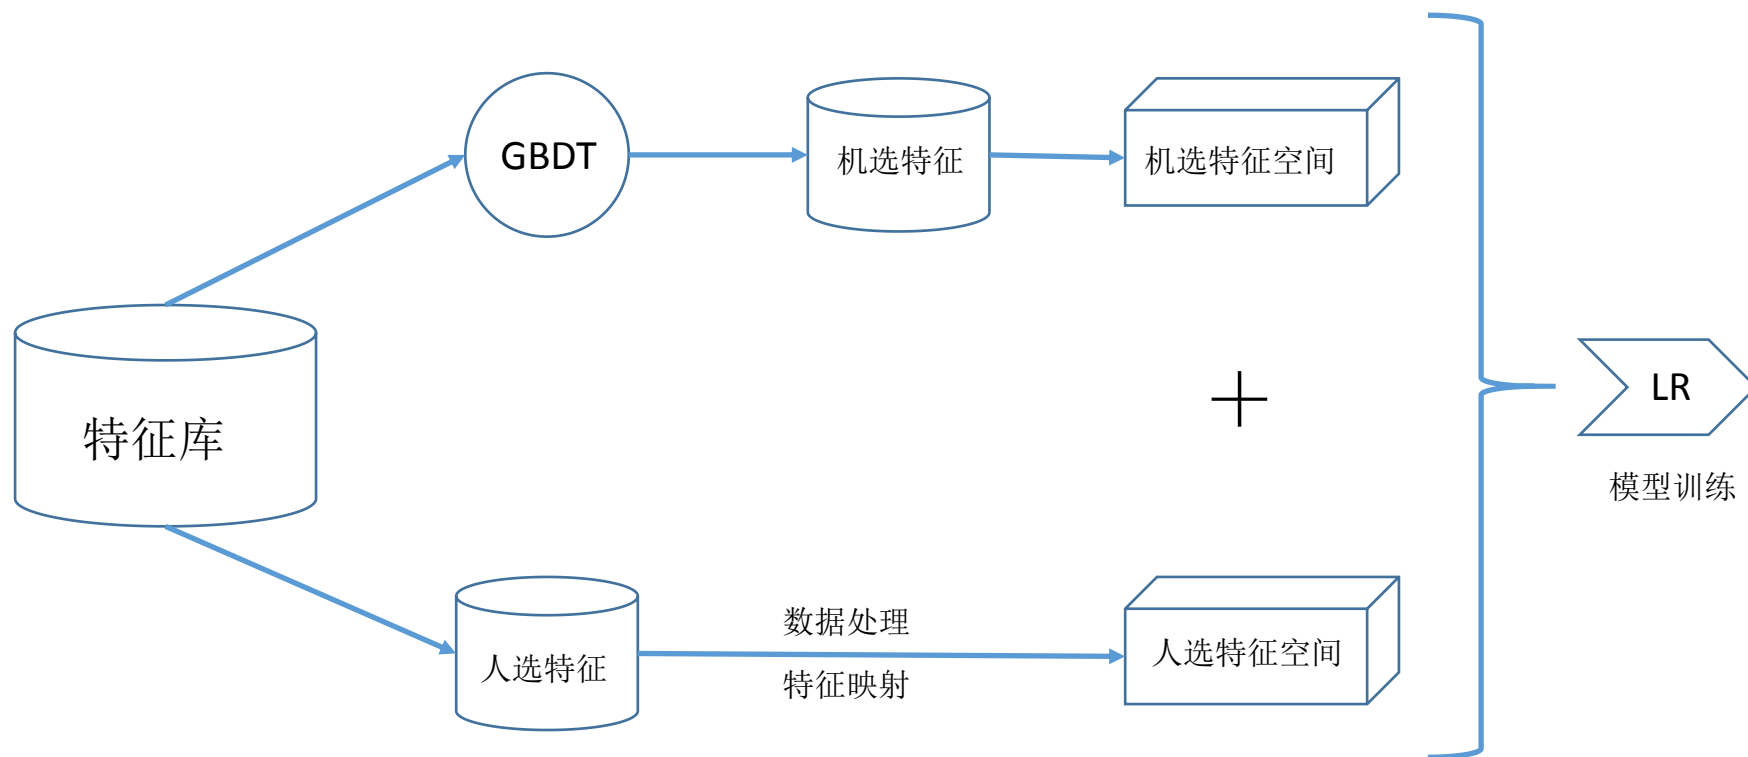 GBDT
机选特征
机选特征空间
特征库
+
LR
模型训练
人选特征
数据处理
特征映射
人选特征空间